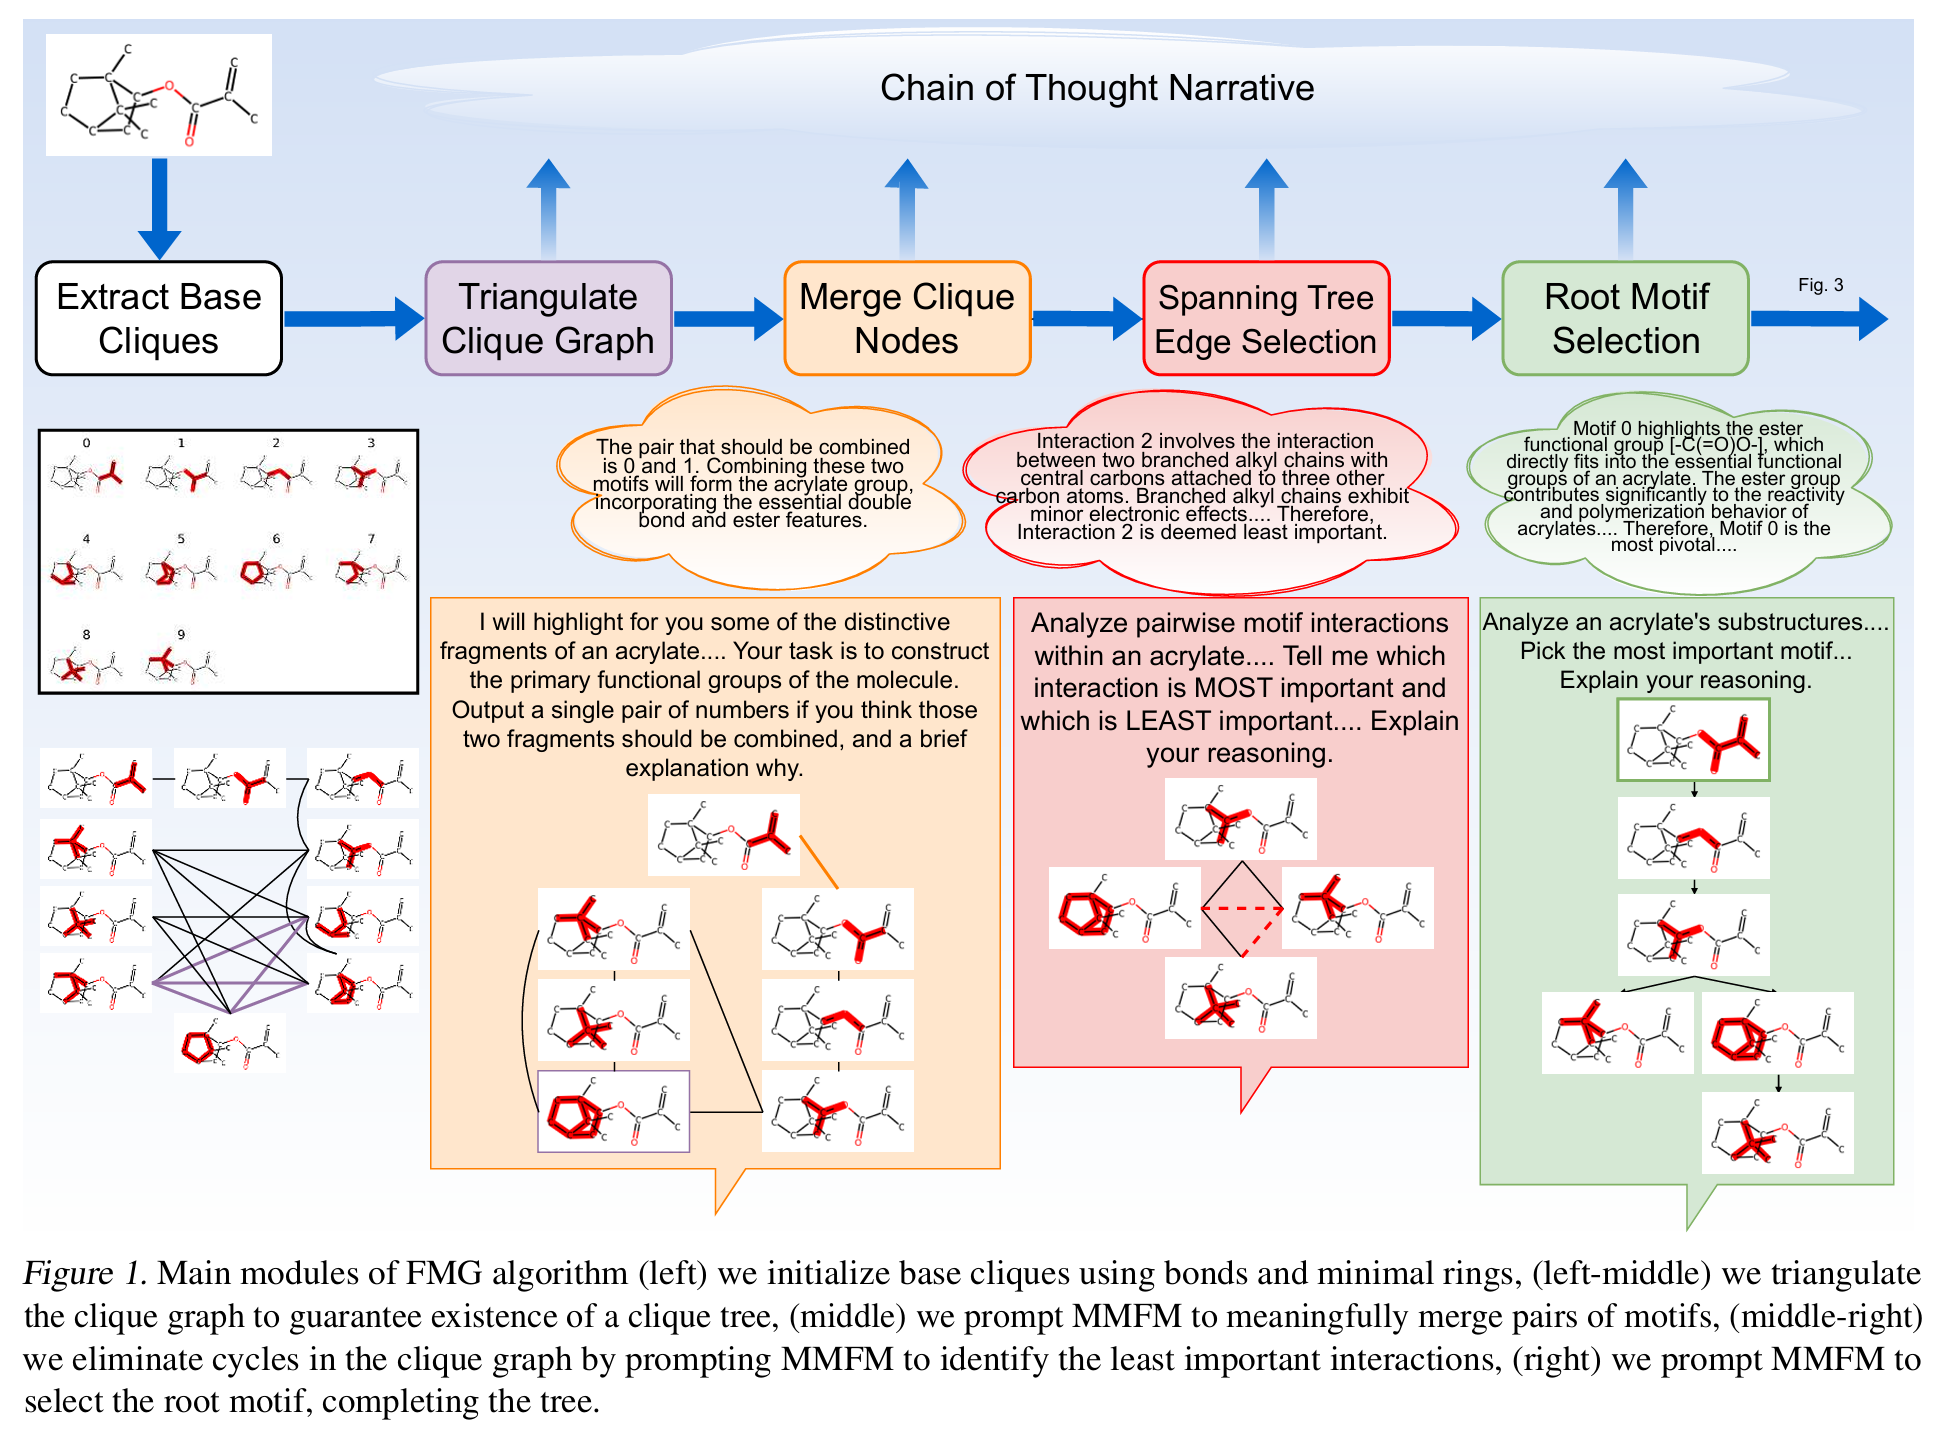 Chain of Thought Narrative
Extract Base
Cliques
Triangulate
Clique Graph
Merge Clique
Nodes
Spanning Tree
Edge Selection
Root Motif
Selection
Fig. 3
0 1 2 3
4 5 6 7
8 9
The pair that should be combined
is 0 and 1. Combining these two
motifs will form the acrylate group,
incorporating the essential double
bond and ester features.
Interaction 2 involves the interaction
between two branched alkyl chains with
central carbons attached to three other
carbon atoms. Branched alkyl chains exhibit
minor electronic effects.... Therefore,
Interaction 2 is deemed least important.
Motif 0 highlights the ester
functional group [-C(=O)O-], which
directly fits into the essential functional
groups of an acrylate. The ester group
contributes significantly to the reactivity
and polymerization behavior of
acrylates.... Therefore, Motif 0 is the
most pivotal....
I will highlight for you some of the distinctive
fragments of an acrylate.... Your task is to construct
the primary functional groups of the molecule.
Output a single pair of numbers if you think those
two fragments should be combined, and a brief
explanation why.
Analyze pairwise motif interactions
within an acrylate.... Tell me which
interaction is MOST important and
which is LEAST important.... Explain
your reasoning.
Analyze an acrylate's substructures....
Pick the most important motif...
Explain your reasoning.
Figure 1. Main modules of FMG algorithm (left) we initialize base cliques using bonds and minimal rings, (left-middle) we triangulate
the clique graph to guarantee existence of a clique tree, (middle) we prompt MMFM to meaningfully merge pairs of motifs, (middle-right)
we eliminate cycles in the clique graph by prompting MMFM to identify the least important interactions, (right) we prompt MMFM to
select the root motif, completing the tree.